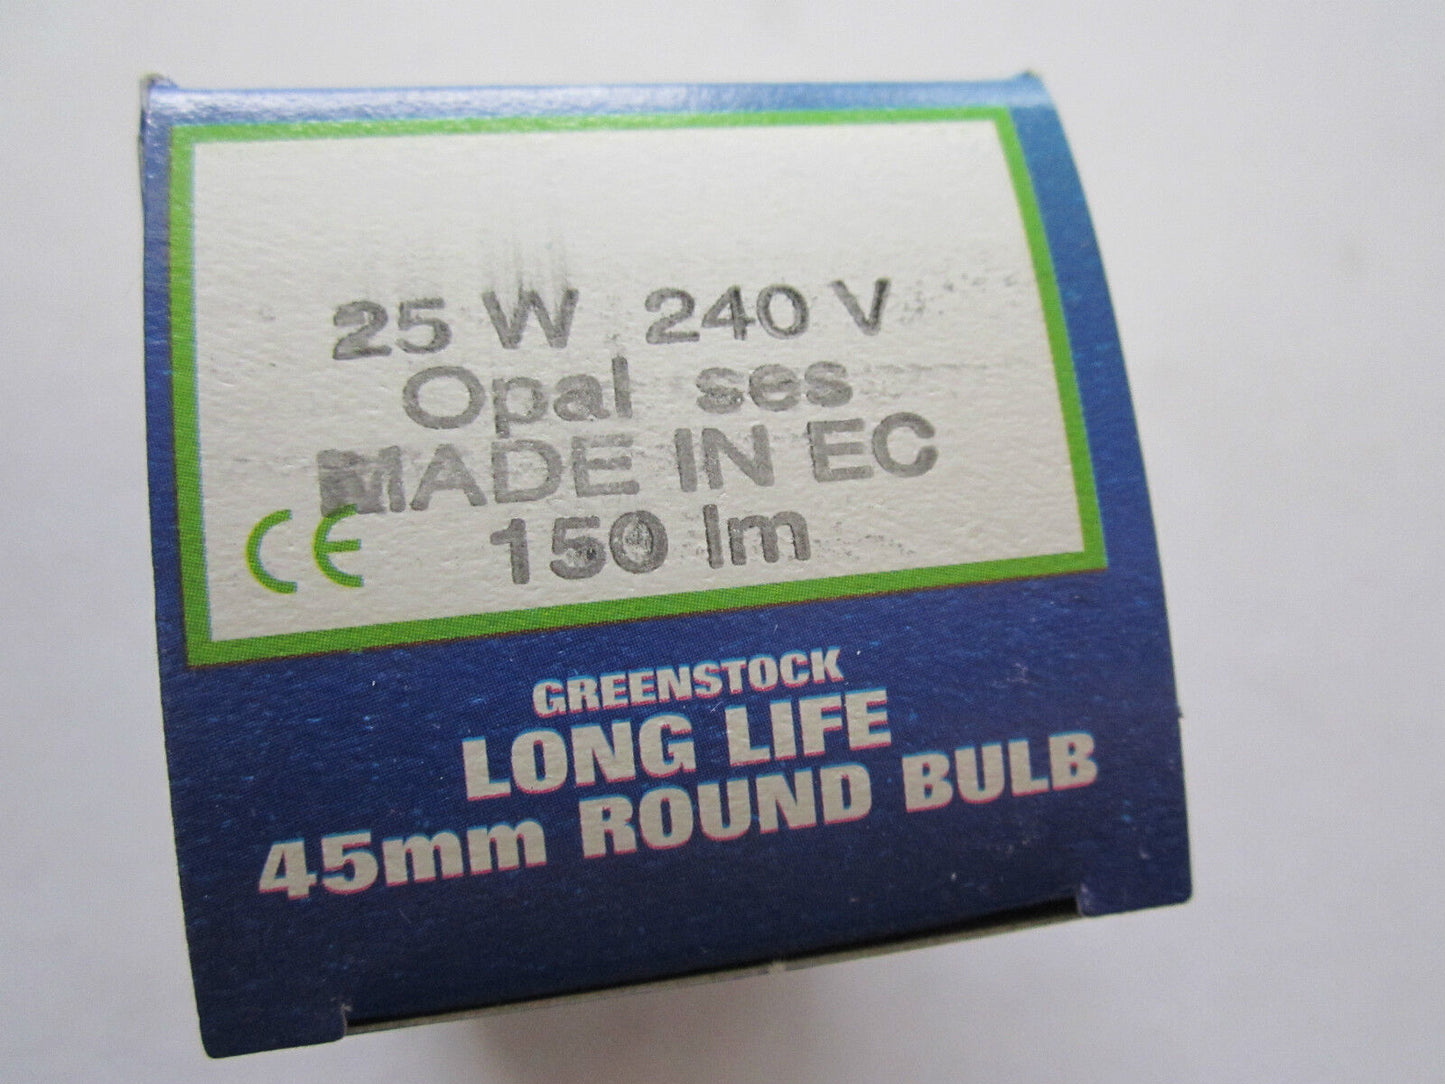 25 W 240 V
Opal ses
MADE IN EC
CE 150 lm
GREENSTOCK
LONG LIFE
45mm ROUND BULB